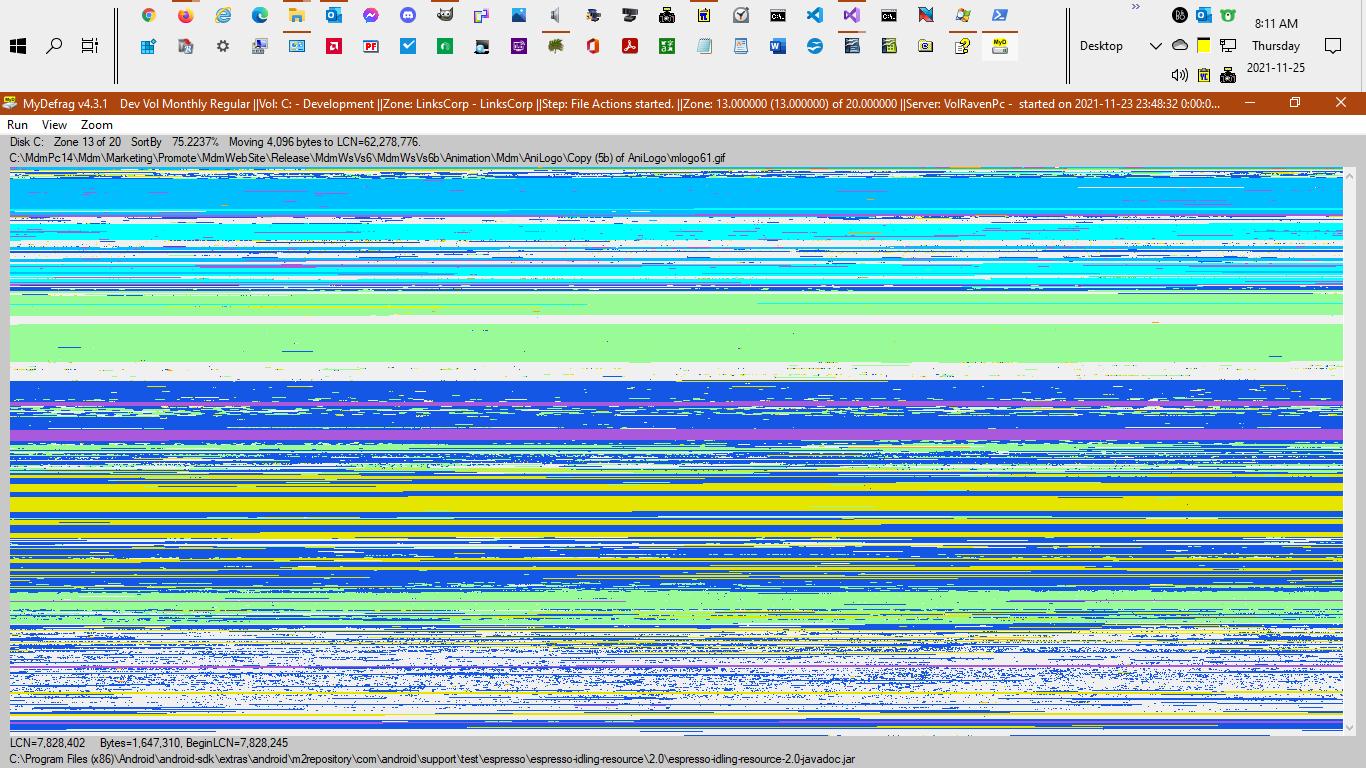 8:11 AM
Desktop
Thursday
2021-11-25
MyDefrag v4.3.1 Dev Vol Monthly Regular ||Vol: C: - Development ||Zone: LinksCorp - LinksCorp ||Step: File Actions started. ||Zone: 13.000000 (13.000000) of 20.000000 ||Server: VolRavenPc - started on 2021-11-23 23:48:32 0:00:0...
Run View Zoom
Disk C: Zone 13 of 20 SortBy 75.2237% Moving 4,096 bytes to LCN=62,278,776.
C:\MdmPc14\Mdm\Marketing\Promote\MdmWebSite\Release\MdmWsVs6\MdmWsVs6b\Animation\Mdm\AniLogo\Copy (5b) of AniLogo\mlogo61.gif
LCN=7,828,402 Bytes=1,647,310, BeginLCN=7,828,245
C:\Program Files (x86)\Android\android-sdk\extras\android\m2repository\com\android\support\test\espresso\espresso-idling-resource\2.0\espresso-idling-resource-2.0-javadoc.jar